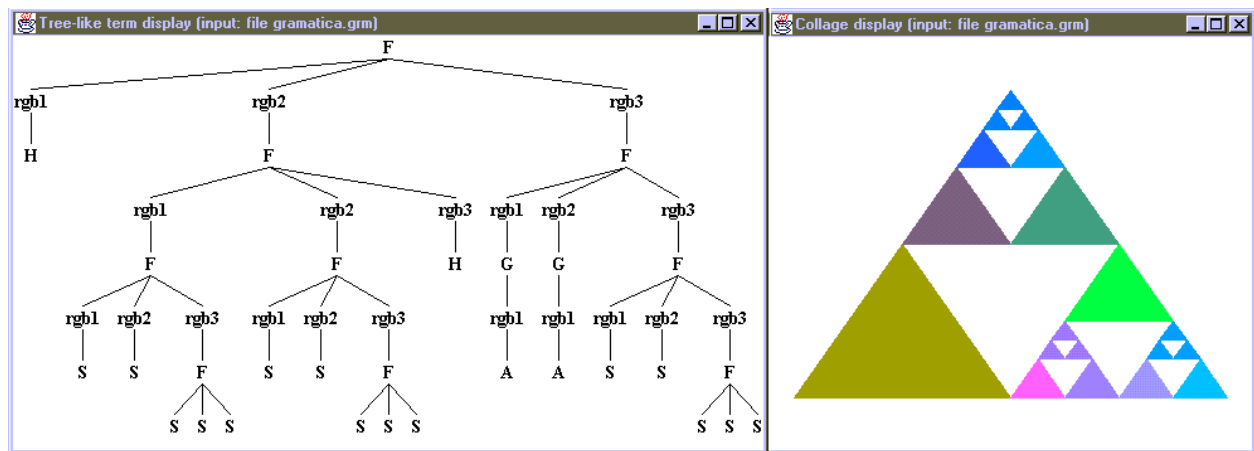 Tree-like term display (input: file gramatica.grm)
Collage display (input: file gramatica.grm)
F
rgb1 rgb2 rgb3
H F F
rgb1 rgb2 rgb3 rgb1 rgb2 rgb3
F F H G G F
rgb1 rgb2 rgb3 rgb1 rgb2 rgb3 rgb1 rgb1 rgb1 rgb2 rgb3
S S F S S F A A S S F
S S S S S S S S S